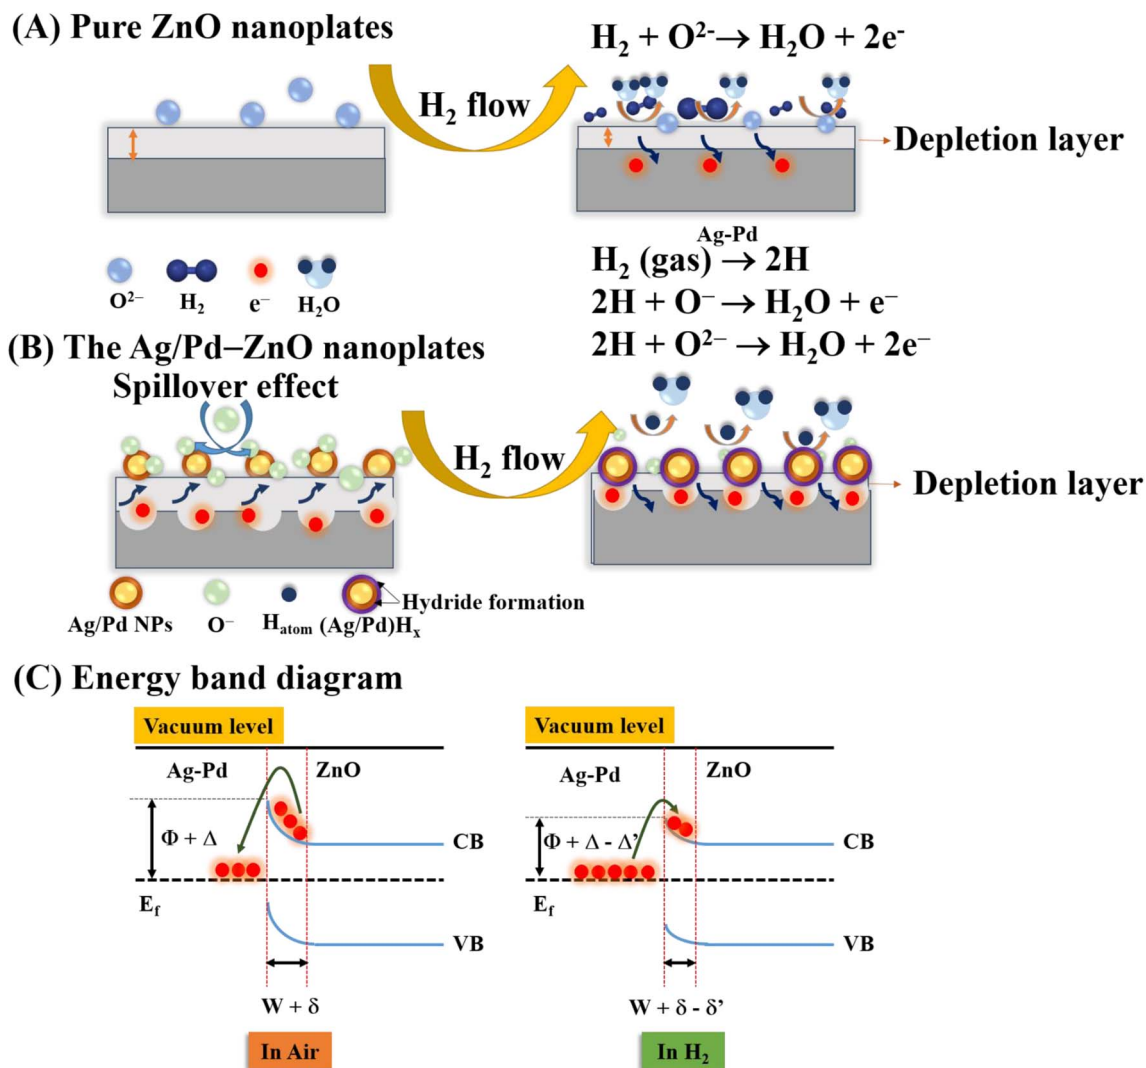 (A) Pure ZnO nanoplates
H₂ + O²⁻→ H₂O + 2e⁻
H₂ flow
Depletion layer
O²⁻
H₂
e⁻
H₂O
Ag-Pd
H₂ (gas) → 2H
2H + O⁻ → H₂O + e⁻
2H + O²⁻ → H₂O + 2e⁻
(B) The Ag/Pd–ZnO nanoplates
Spillover effect
H₂ flow
Depletion layer
Ag/Pd NPs
O⁻
Hₐₜₒₘ
(Ag/Pd)Hₓ
Hydride formation
(C) Energy band diagram
Vacuum level
Ag-Pd
ZnO
Φ + Δ
CB
E_f
VB
W + δ
In Air
Vacuum level
Ag-Pd
ZnO
Φ + Δ - Δ'
CB
E_f
VB
W + δ - δ'
In H₂